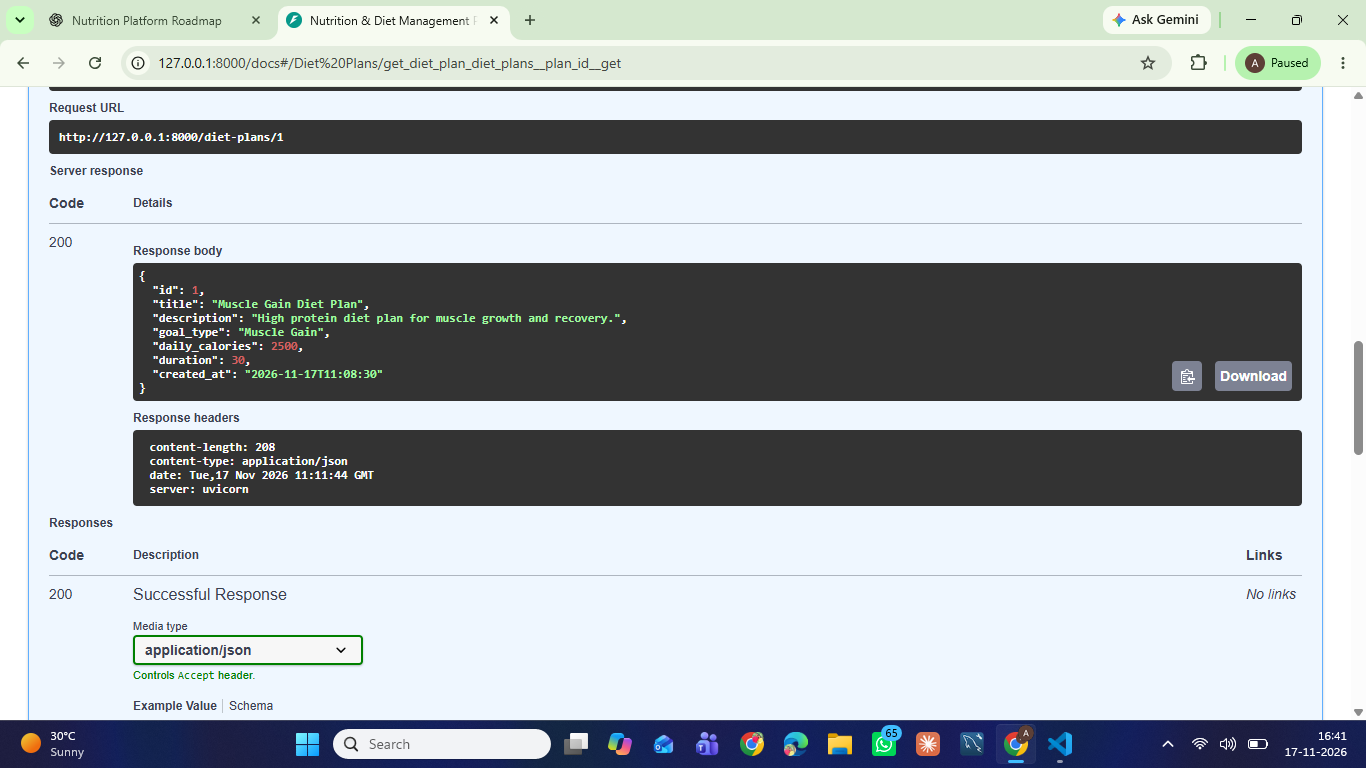 Nutrition Platform Roadmap
Nutrition & Diet Management P
Ask Gemini
127.0.0.1:8000/docs#/Diet%20Plans/get_diet_plan_diet_plans__plan_id__get
A
Paused
Request URL
http://127.0.0.1:8000/diet-plans/1
Server response
Code Details
200
Response body
{
"id": 1,
"title": "Muscle Gain Diet Plan",
"description": "High protein diet plan for muscle growth and recovery.",
"goal_type": "Muscle Gain",
"daily_calories": 2500,
"duration": 30,
"created_at": "2026-11-17T11:08:30"
}
Download
Response headers
content-length: 208
content-type: application/json
date: Tue,17 Nov 2026 11:11:44 GMT
server: uvicorn
Responses
Code Description Links
200 Successful Response No links
Media type
application/json
Controls Accept header.
Example Value Schema
30°C
Sunny
Search
65
A
16:41
17-11-2026